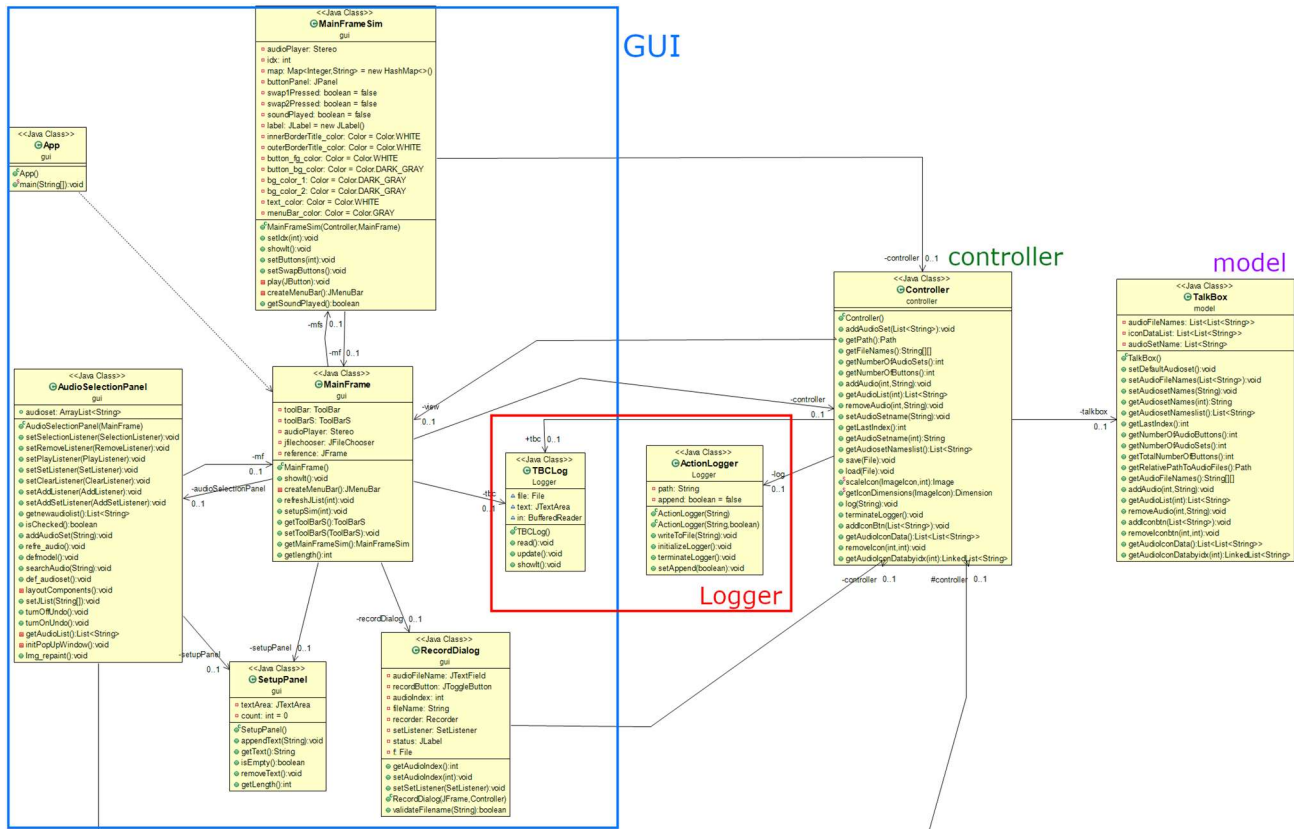 GUI
<<Java Class>>
MainFrameSim
gui
audioPlayer: Stereo
idx: int
map: Map<Integer,String> = new HashMap<>()
buttonPanel: JPanel
swap1Pressed: boolean = false
swap2Pressed: boolean = false
soundPlayed: boolean = false
label: JLabel = new JLabel()
innerBorderTitle_color: Color = Color.WHITE
outerBorderTitle_color: Color = Color.WHITE
button_fg_color: Color = Color.WHITE
button_bg_color: Color = Color.DARK_GRAY
bg_color_1: Color = Color.DARK_GRAY
bg_color_2: Color = Color.DARK_GRAY
text_color: Color = Color.WHITE
menuBar_color: Color = Color.GRAY
MainFrameSim(Controller,MainFrame)
setIdx(int):void
showIt():void
setButtons(int):void
setSwapButtons():void
play(JButton):void
createMenuBar():JMenuBar
getSoundPlayed():boolean
<<Java Class>>
App
gui
App()
main(String[]):void
-mfs 0..1
-mf 0..1
<<Java Class>>
AudioSelectionPanel
gui
audioset: ArrayList<String>
AudioSelectionPanel(MainFrame)
setSelectionListener(SelectionListener):void
setRemoveListener(RemoveListener):void
setPlayListener(PlayListener):void
setSetListener(SetListener):void
setClearListener(ClearListener):void
setAddListener(AddListener):void
setAddSetListener(AddSetListener):void
getnewaudiolist():List<String>
isChecked():boolean
addAudioSet(String):void
refre_audio():void
defmodel():void
searchAudio(String):void
def_audioset():void
layoutComponents():void
setJList(String[]):void
turnOffUndo():void
turnOnUndo():void
getAudioList():List<String>
initPopUpWindow():void
lmg_repaint():void
-mf
0..1
-audioSelectionPanel
0..1
<<Java Class>>
MainFrame
gui
toolBar: ToolBar
toolBarS: ToolBarS
audioPlayer: Stereo
jfilechooser: JFileChooser
reference: JFrame
MainFrame()
showIt():void
createMenuBar():JMenuBar
refreshJList(int):void
setupSim(int):void
getToolBarS():ToolBarS
setToolBarS(ToolBarS):void
getMainFrameSim():MainFrameSim
getlength():int
-view
0..1
-tbc
0..1
-setupPanel
0..1
-setupPanel 0..1
-recordDialog 0..1
<<Java Class>>
SetupPanel
gui
textArea: JTextArea
count: int = 0
SetupPanel()
appendText(String):void
getText():String
isEmpty():boolean
removeText():void
getLength():int
<<Java Class>>
RecordDialog
gui
audioFileName: JTextField
recordButton: JToggleButton
audioIndex: int
fileName: String
recorder: Recorder
setListener: SetListener
status: JLabel
f: File
getAudioIndex():int
setAudioIndex(int):void
setSetListener(SetListener):void
RecordDialog(JFrame,Controller)
validateFilename(String):boolean
+tbc 0..1
<<Java Class>>
TBCLog
Logger
file: File
text: JTextArea
in: BufferedReader
TBCLog()
read():void
update():void
showIt():void
<<Java Class>>
ActionLogger
Logger
path: String
append: boolean = false
ActionLogger(String)
ActionLogger(String,boolean)
writeToFile(String):void
initializeLogger():void
terminateLogger():void
setAppend(boolean):void
Logger
-log
0..1
-controller
0..1
-controller 0..1
controller
<<Java Class>>
Controller
controller
Controller()
addAudioSet(List<String>):void
getPath():Path
getFileNames():String[][]
getNumberOfAudioSets():int
getNumberOfButtons():int
addAudio(int,String):void
getAudioList(int):List<String>
removeAudio(int,String):void
setAudioSetname(String):void
getLastIndex():int
getAudioSetname(int):String
getAudiosetNameslist():List<String>
save(File):void
load(File):void
scaleIcon(ImageIcon,int):Image
getIconDimensions(ImageIcon):Dimension
log(String):void
terminateLogger():void
addIconBtn(List<String>):void
getAudioIconData():List<List<String>>
removeIcon(int,int):void
getAudioIconDatabyidx(int):LinkedList<String>
-controller 0..1
#controller 0..1
-talkbox
0..1
model
<<Java Class>>
TalkBox
model
audioFileNames: List<List<String>>
iconDataList: List<List<String>>
audioSetName: List<String>
TalkBox()
setDefaultAudioset():void
setAudioFileNames(List<String>):void
setAudiosetNames(String):void
getAudiosetNames(int):String
getAudiosetNameslist():List<String>
getLastIndex():int
getNumberOfAudioButtons():int
getNumberOfAudioSets():int
getTotalNumberOfButtons():int
getRelativePathToAudioFiles():Path
getAudioFileNames():String[][]
addAudio(int,String):void
getAudioList(int):List<String>
removeAudio(int,String):void
addIconbtn(List<String>):void
removeIconbtn(int,int):void
getAudioIconData():List<List<String>>
getAudioIconDatabyidx(int):LinkedList<String>